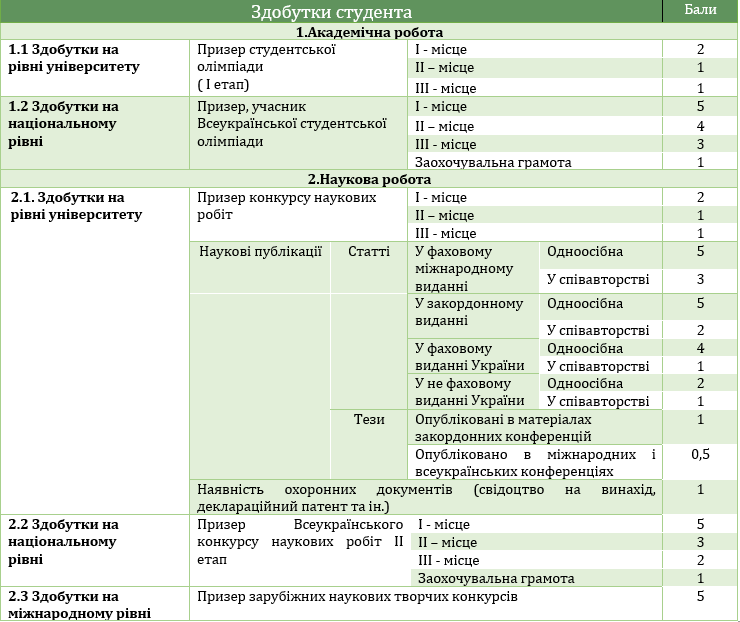 Здобутки студента Бали
1.Академічна робота
1.1 Здобутки на Призер студентської І - місце 2
рівні університету олімпіади ІІ – місце 1
( І етап) ІІІ - місце 1
1.2 Здобутки на Призер, учасник І - місце 5
національному Всеукраїнської студентської ІІ – місце 4
рівні олімпіади ІІІ - місце 3
Заохочувальна грамота 1
2.Наукова робота
2.1. Здобутки на Призер конкурсу наукових І - місце 2
рівні університету робіт ІІ – місце 1
ІІІ - місце 1
Наукові публікації Статті У фаховому Одноосібна 5
міжнародному
виданні У співавторстві 3
У закордонному Одноосібна 5
виданні У співавторстві 2
У фаховому Одноосібна 4
виданні України У співавторстві 1
У не фаховому Одноосібна 2
виданні України У співавторстві 1
Тези Опубліковані в матеріалах 1
закордонних конференцій
Опубліковано в міжнародних і 0,5
всеукраїнських конференціях
Наявність охоронних документів (свідоцтво на винахід, 1
деклараційний патент та ін.)
2.2 Здобутки на Призер Всеукраїнського І - місце 5
національному конкурсу наукових робіт ІІ ІІ – місце 3
рівні етап ІІІ - місце 2
Заохочувальна грамота 1
2.3 Здобутки на Призер зарубіжних наукових творчих конкурсів 5
міжнародному рівні